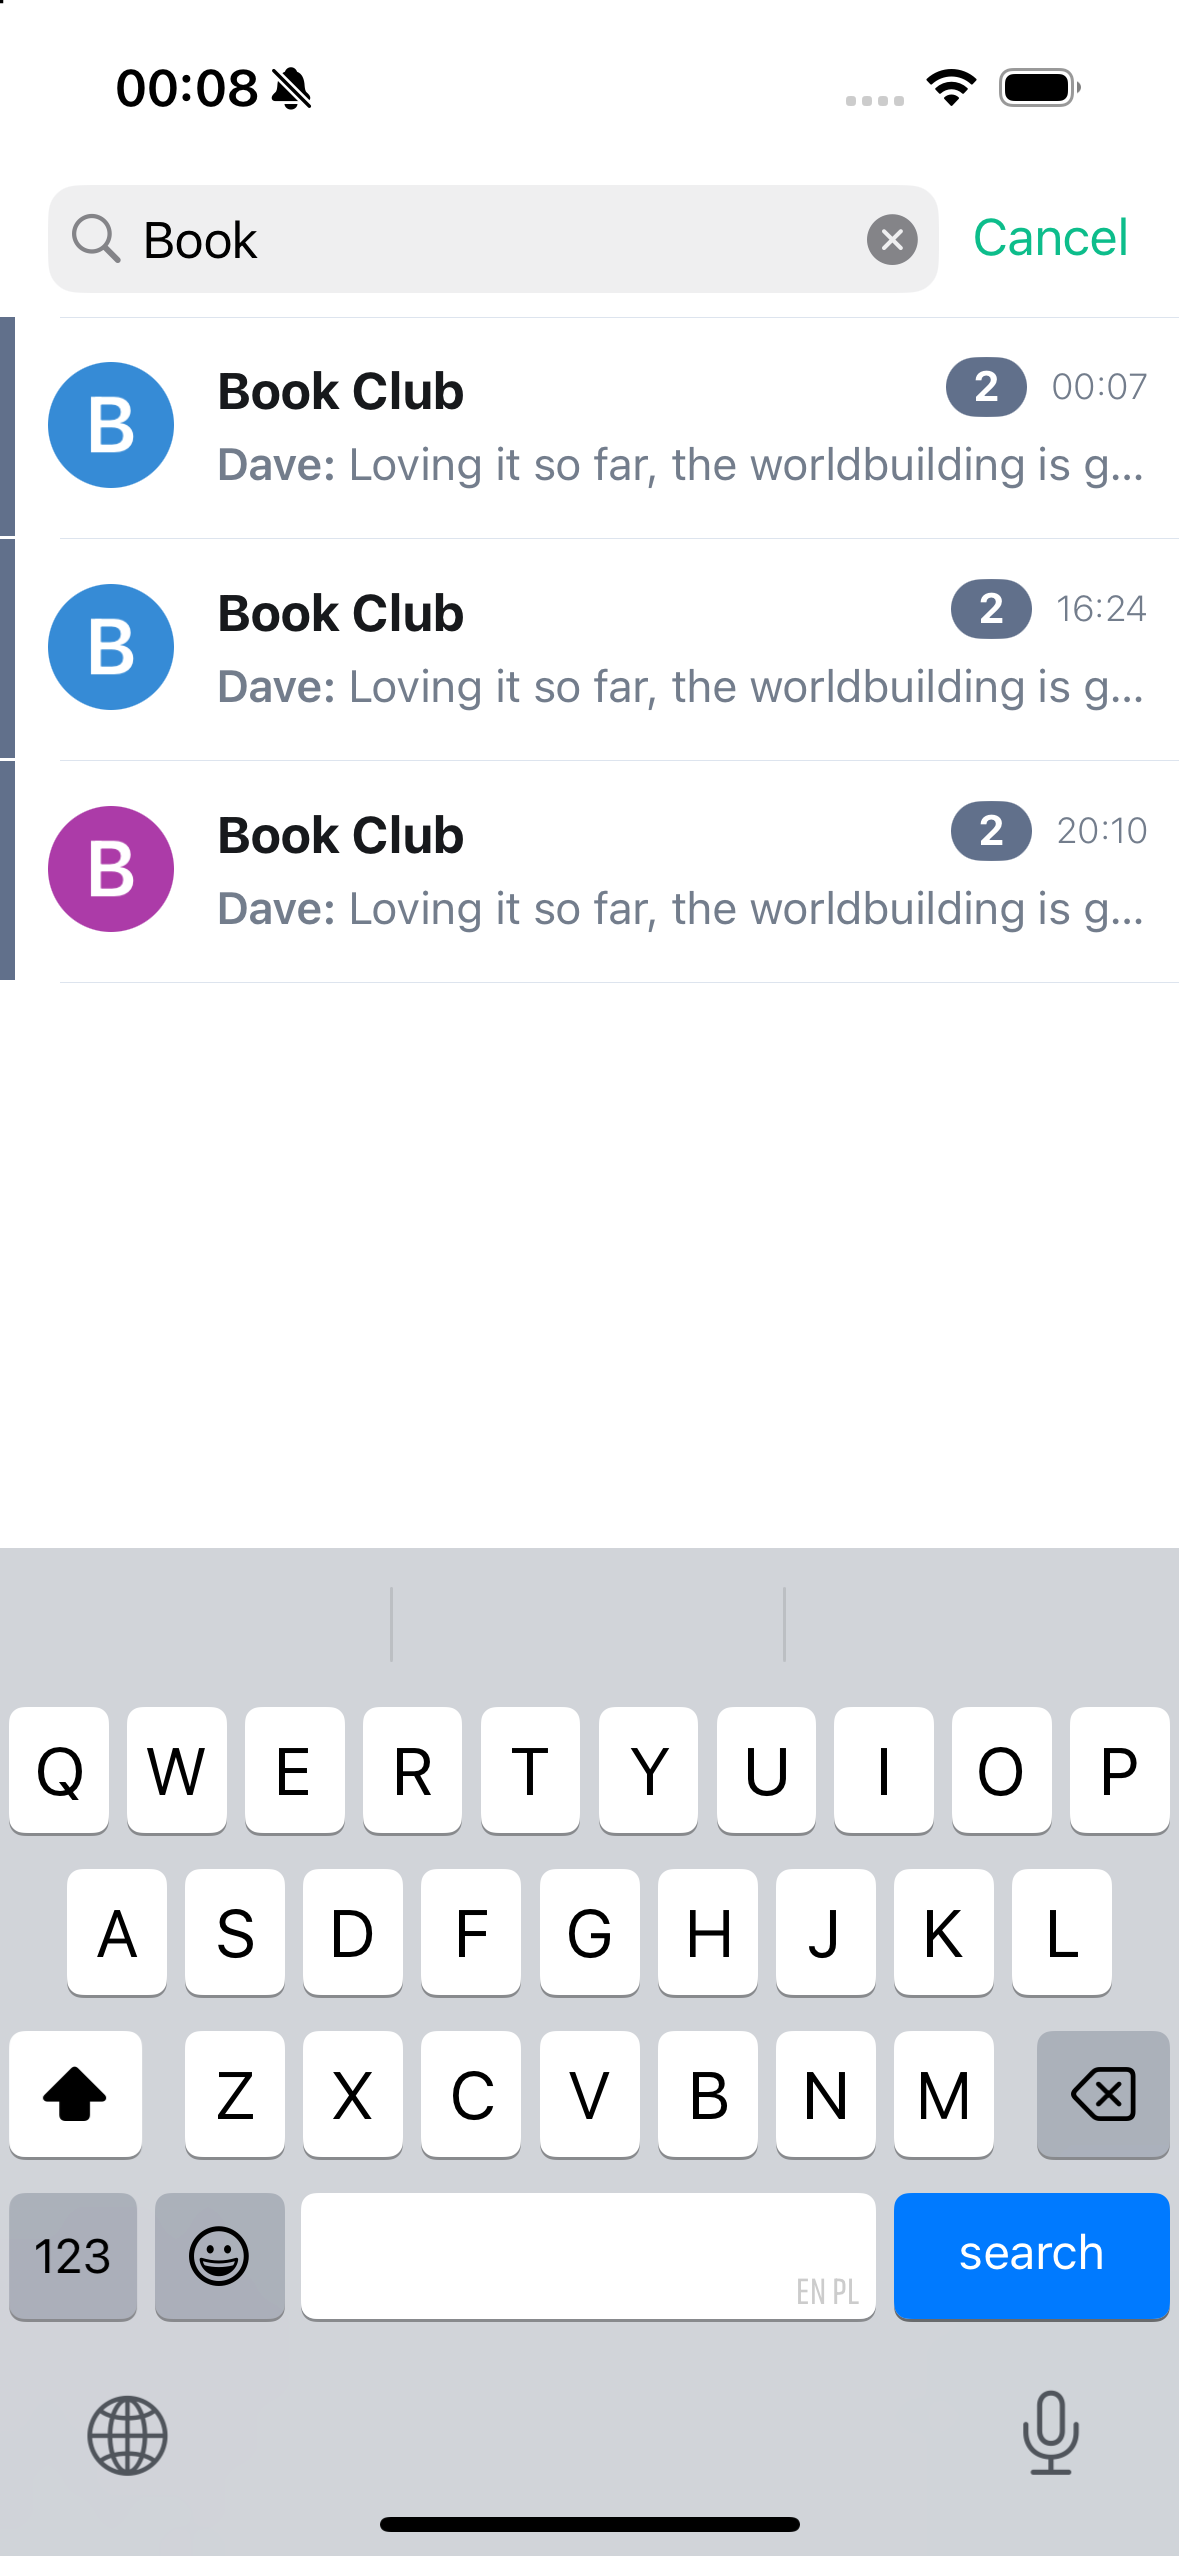 00:08
Book
Cancel
B
Book Club
2
00:07
Dave: Loving it so far, the worldbuilding is g...
B
Book Club
2
16:24
Dave: Loving it so far, the worldbuilding is g...
B
Book Club
2
20:10
Dave: Loving it so far, the worldbuilding is g...
Q W E R T Y U I O P
A S D F G H J K L
Z X C V B N M
123
EN PL
search